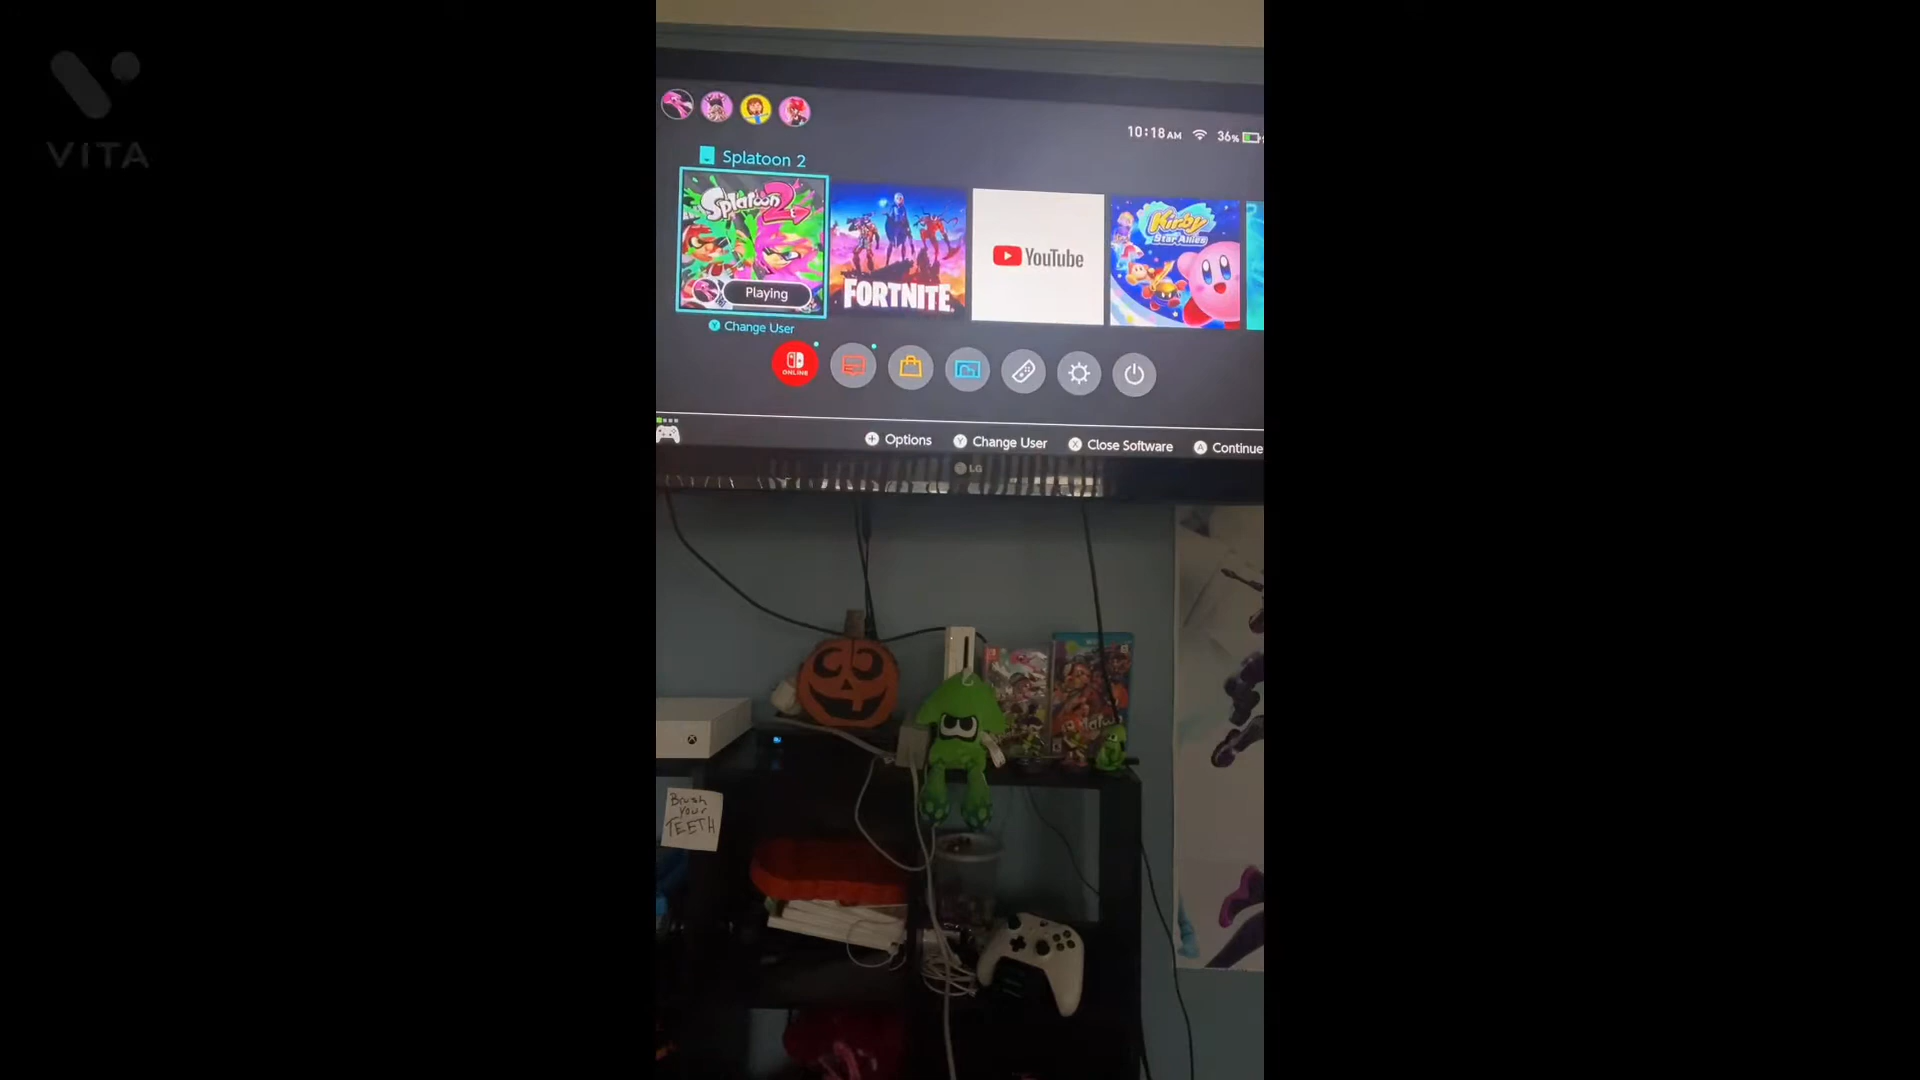 VITA
10:18 AM 36%
Splatoon 2
Splatoon 2
Playing
FORTNITE
YouTube
Kirby
Star Allies
Change User
ONLINE
Options
Change User
Close Software
Continue
LG
Brush
Your
TEETH